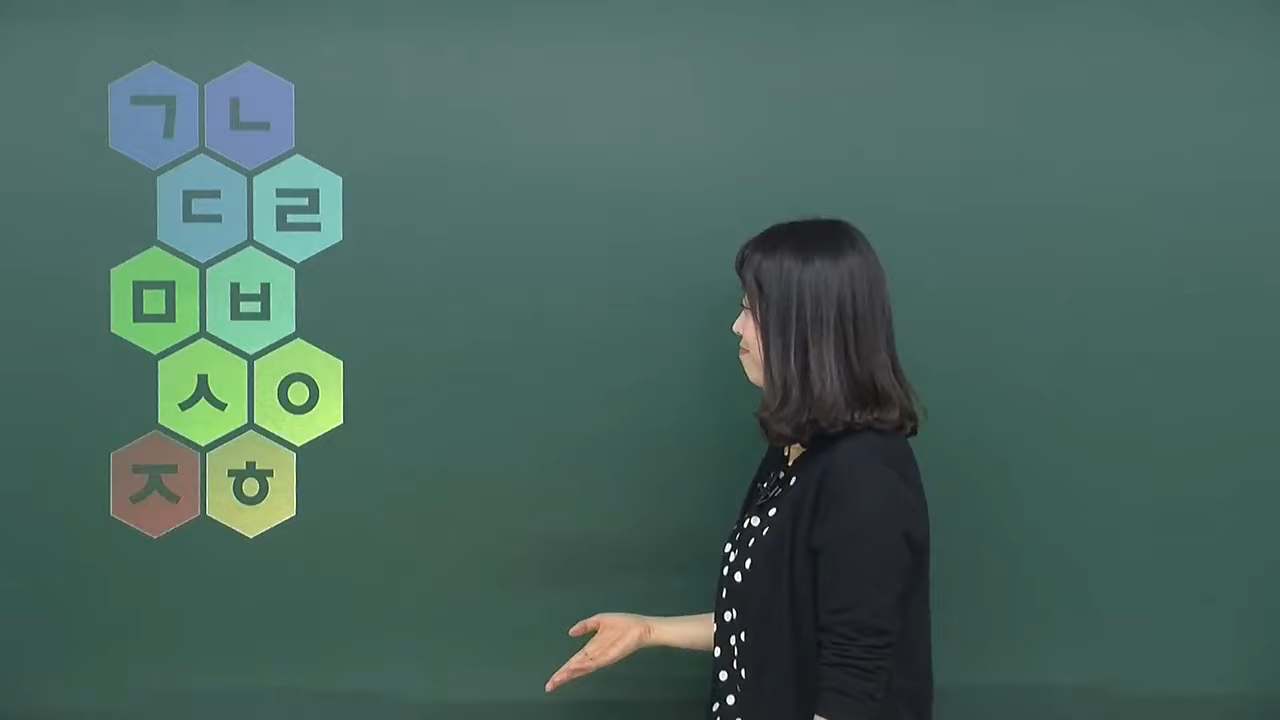 ㄱ ㄴ
ㄷ ㄹ
ㅁ ㅂ
ㅅ ㅇ
ㅈ ㅎ